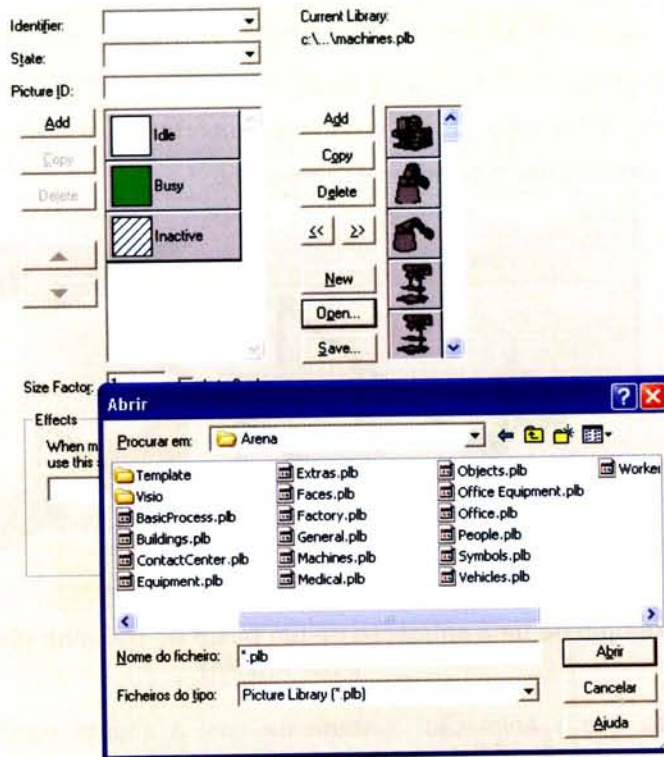 Identifier:
State:
Picture ID:
Add
Copy
Delete
Idle
Busy
Inactive
Current Library:
c:\...\machines.plb
Add
Copy
Delete
<< >>
New
Open...
Save...
Size Factor:
Effects
When m
use this
Abrir
Procurar em: Arena
Template
Visio
BasicProcess.plb
Buildings.plb
ContactCenter.plb
Equipment.plb
Extras.plb
Faces.plb
Factory.plb
General.plb
Machines.plb
Medical.plb
Objects.plb
Office Equipment.plb
Office.plb
People.plb
Symbols.plb
Vehicles.plb
Worker
Nome do ficheiro: *.plb
Abrir
Ficheiros do tipo: Picture Library (*.plb)
Cancelar
Ajuda